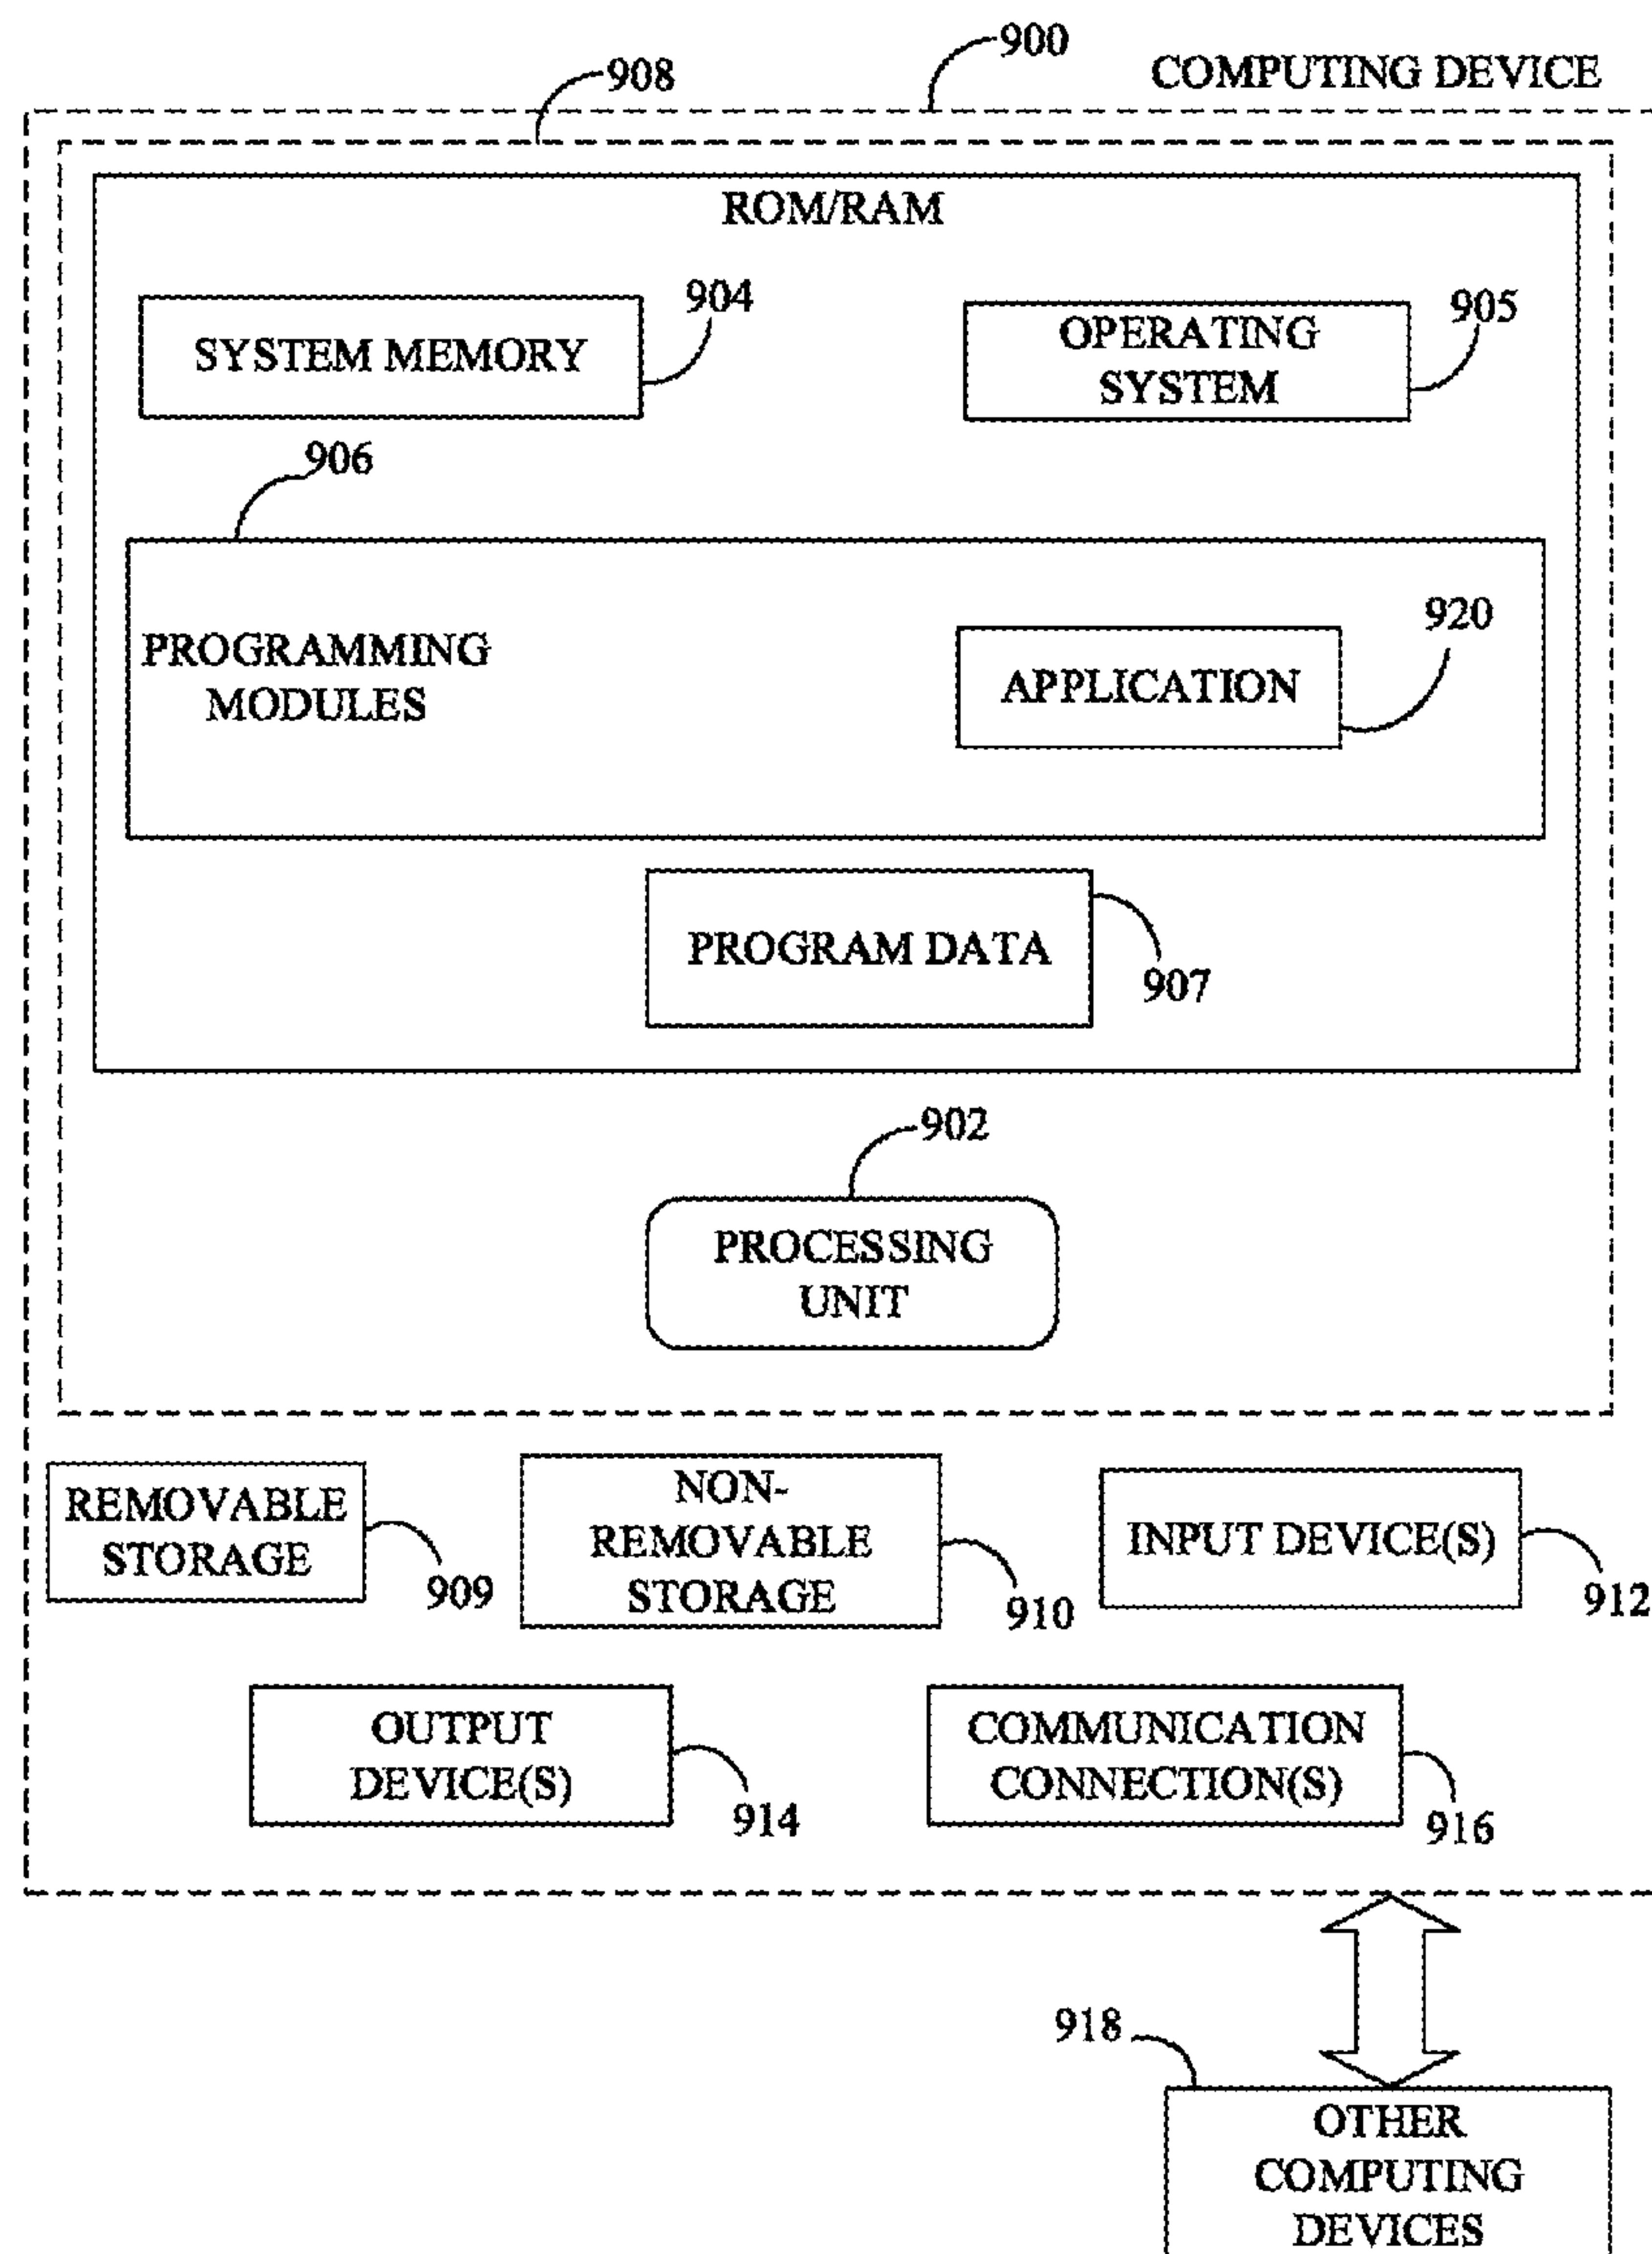 900
COMPUTING DEVICE
908
ROM/RAM
904
SYSTEM MEMORY
905
OPERATING
SYSTEM
906
PROGRAMMING
MODULES
920
APPLICATION
PROGRAM DATA
907
902
PROCESSING
UNIT
REMOVABLE
STORAGE
909
NON-
REMOVABLE
STORAGE
910
INPUT DEVICE(S)
912
OUTPUT
DEVICE(S)
914
COMMUNICATION
CONNECTION(S)
916
918
OTHER
COMPUTING
DEVICES